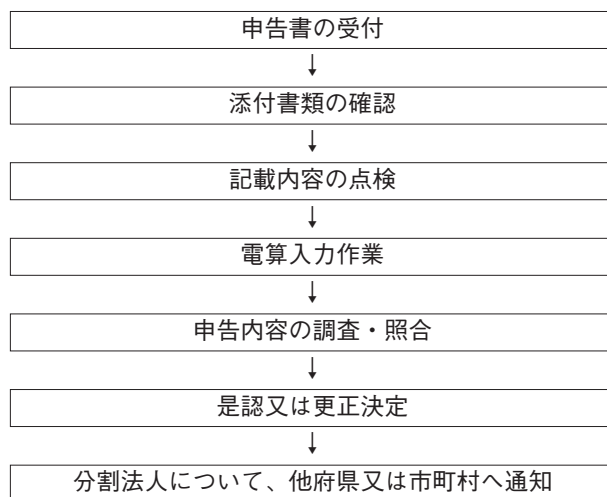 申告書の受付
↓
添付書類の確認
↓
記載内容の点検
↓
電算入力作業
↓
申告内容の調査・照合
↓
是認又は更正決定
↓
分割法人について、他府県又は市町村へ通知